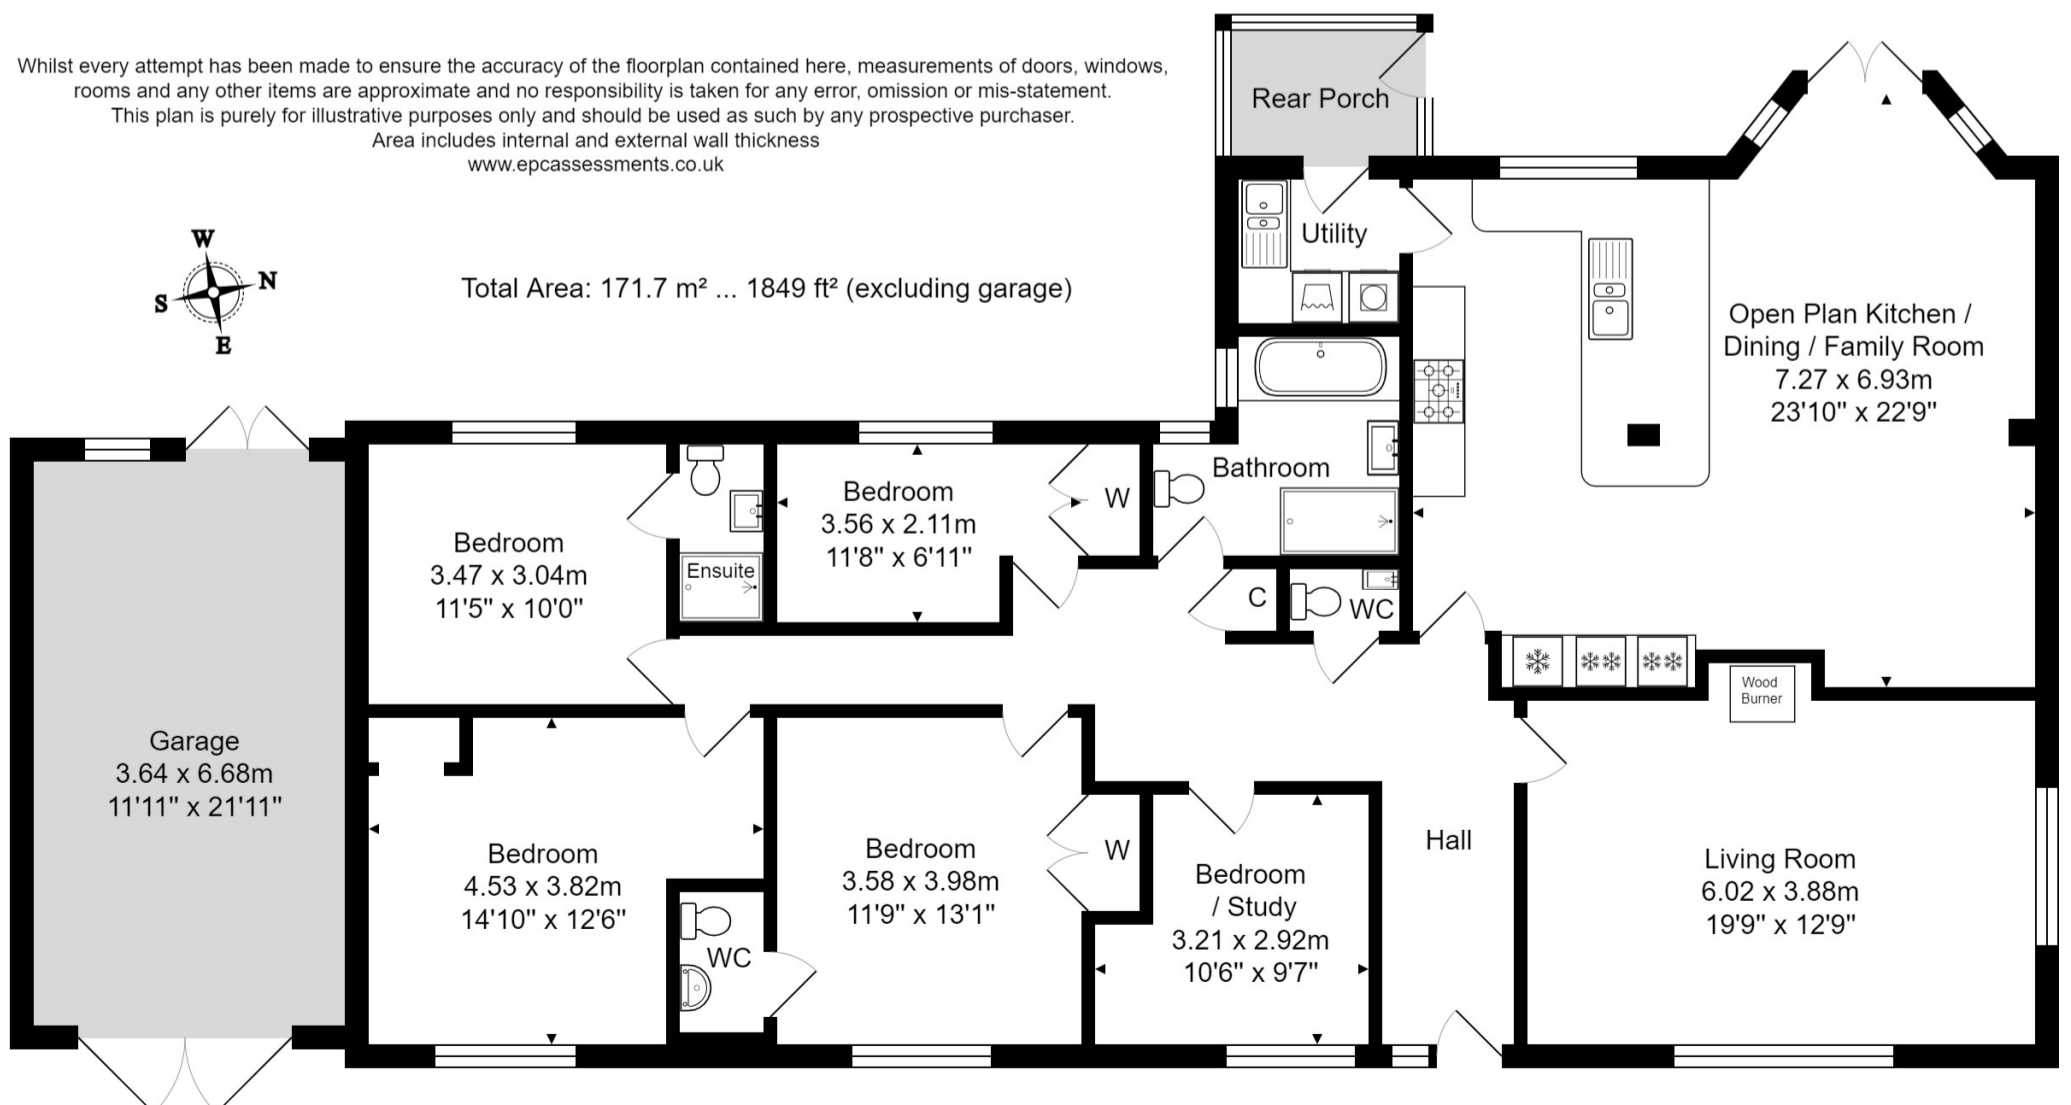 Whilst every attempt has been made to ensure the accuracy of the floorplan contained here, measurements of doors, windows,
rooms and any other items are approximate and no responsibility is taken for any error, omission or mis-statement.
This plan is purely for illustrative purposes only and should be used as such by any prospective purchaser.
Area includes internal and external wall thickness
www.epcassessments.co.uk
W
N
S
E
Total Area: 171.7 m² ... 1849 ft² (excluding garage)
Rear Porch
Utility
Open Plan Kitchen /
Dining / Family Room
7.27 x 6.93m
23'10" x 22'9"
Bathroom
Bedroom
3.56 x 2.11m
11'8" x 6'11"
W
Bedroom
3.47 x 3.04m
11'5" x 10'0"
Ensuite
C
WC
Wood
Burner
Garage
3.64 x 6.68m
11'11" x 21'11"
Bedroom
4.53 x 3.82m
14'10" x 12'6"
WC
Bedroom
3.58 x 3.98m
11'9" x 13'1"
W
Bedroom
/ Study
3.21 x 2.92m
10'6" x 9'7"
Hall
Living Room
6.02 x 3.88m
19'9" x 12'9"